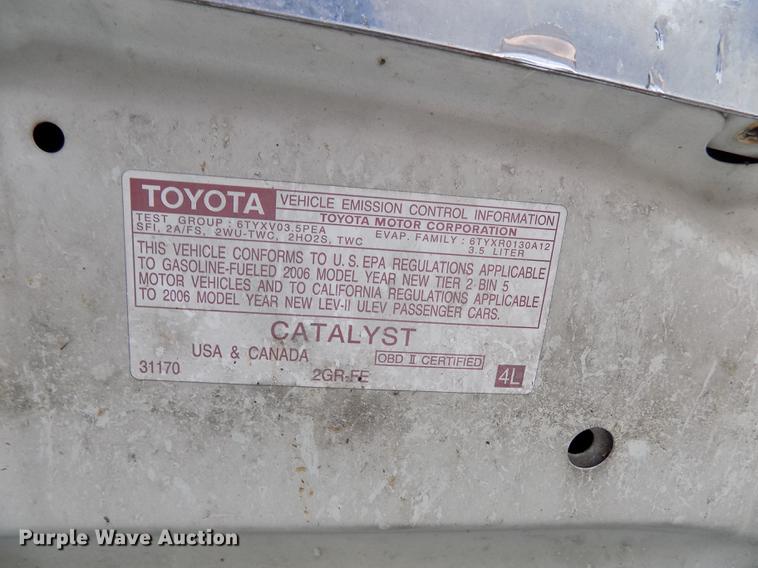 TOYOTA VEHICLE EMISSION CONTROL INFORMATION
TOYOTA MOTOR CORPORATION
TEST GROUP : 6TYXV03.5PEA EVAP. FAMILY : 6TYXR0130A12
SFI, 2A/FS, 2WU-TWC, 2HO2S, TWC 3.5 LITER
THIS VEHICLE CONFORMS TO U.S. EPA REGULATIONS APPLICABLE
TO GASOLINE-FUELED 2006 MODEL YEAR NEW TIER 2 BIN 5
MOTOR VEHICLES AND TO CALIFORNIA REGULATIONS APPLICABLE
TO 2006 MODEL YEAR NEW LEV-II ULEV PASSENGER CARS.
CATALYST
USA & CANADA OBD II CERTIFIED
31170 2GR-FE 4L
Purple Wave Auction